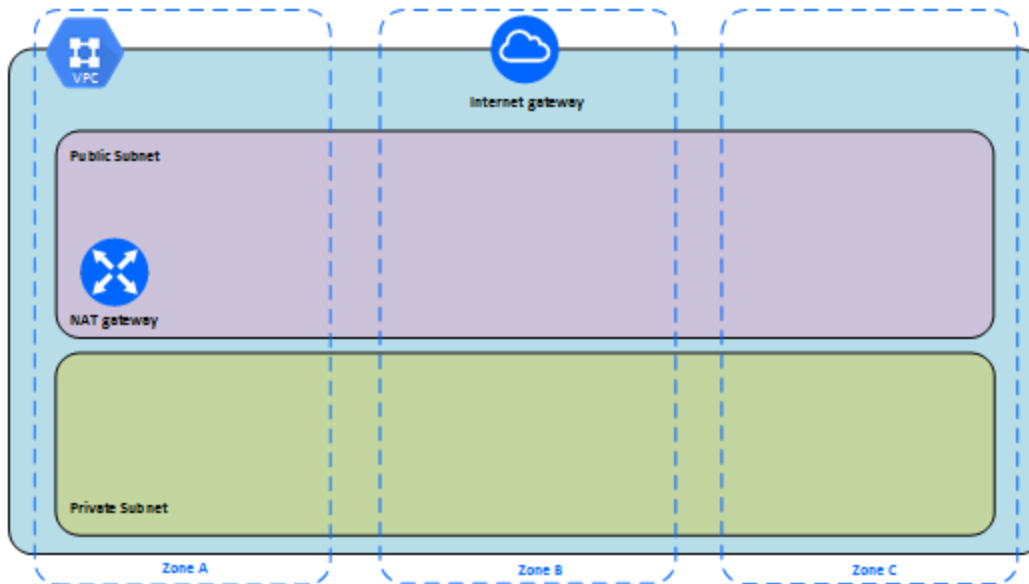 VPC
Internet gateway
Public Subnet
NAT gateway
Private Subnet
Zone A
Zone B
Zone C